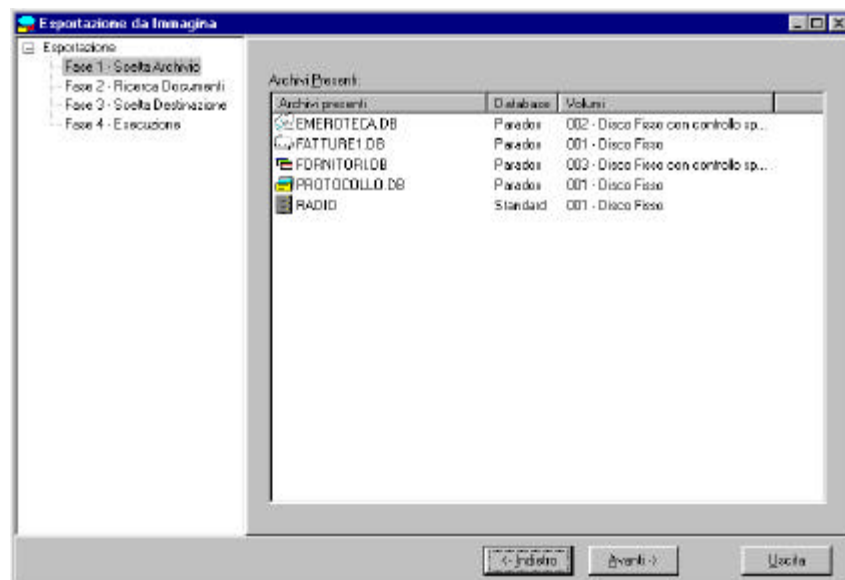 Esportazione da Immagina
Esportazione
Fase 1 - Scelta Archivio
Fase 2 - Ricerca Documenti
Fase 3 - Scelta Destinazione
Fase 4 - Esecuzione
Archivi Presenti:
Archivi presenti Database Volumi
EMEROTECA.DB Paradox 002 - Disco Fisso con controllo sp...
FATTURE1.DB Paradox 001 - Disco Fisso
FORNITORI.DB Paradox 003 - Disco Fisso con controllo sp...
PROTOCOLLO.DB Paradox 001 - Disco Fisso
RADIO Standard 001 - Disco Fisso
<- Indietro Avanti -> Uscita